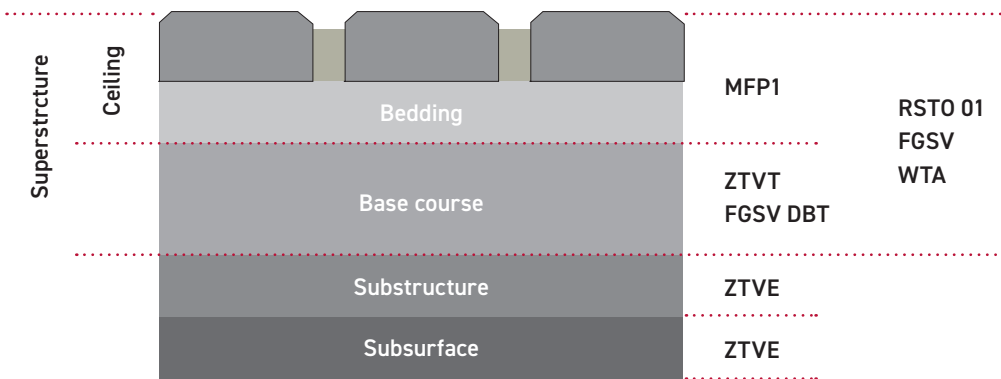 Superstrcture
Ceiling
Bedding
MFP1
RSTO 01
FGSV
WTA
Base course
ZTVT
FGSV DBT
Substructure
ZTVE
Subsurface
ZTVE